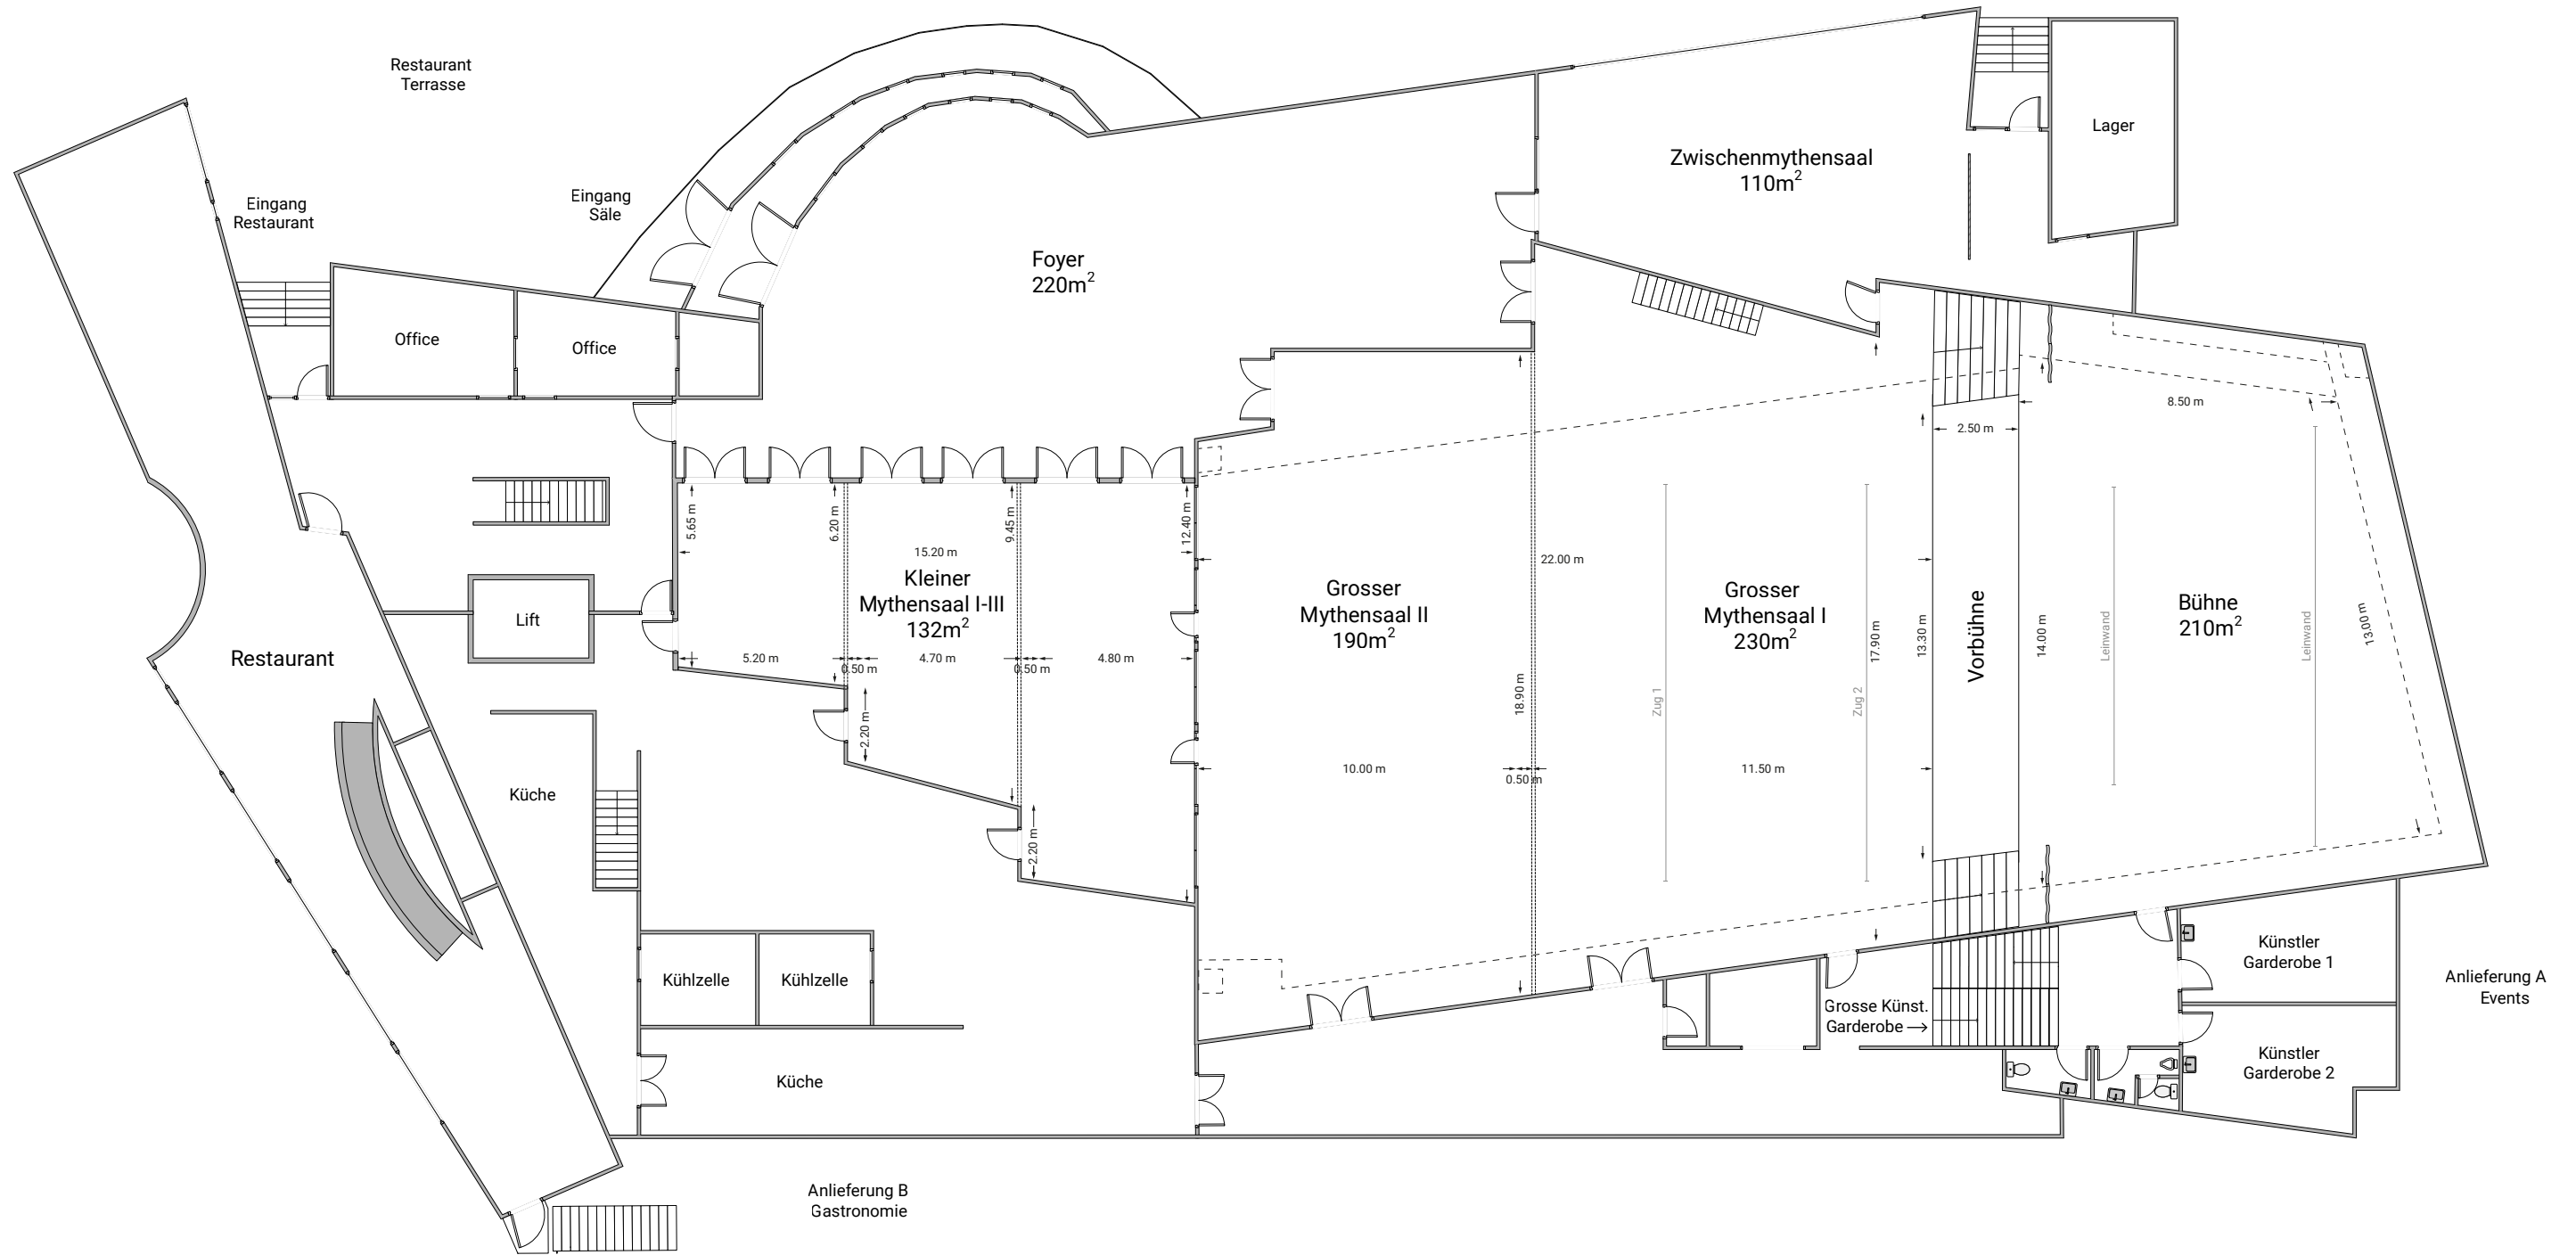 Restaurant
Terrasse
Eingang
Restaurant
Eingang
Säle
Office
Office
Foyer
220m²
Zwischenmythensaal
110m²
Lager
Lift
Restaurant
Küche
Kühlzelle
Kühlzelle
Küche
5.65 m
6.20 m
9.45 m
12.40 m
15.20 m
Kleiner
Mythensaal I-III
132m²
5.20 m
0.50 m
4.70 m
0.50 m
4.80 m
2.20 m
2.20 m
Grosser
Mythensaal II
190m²
10.00 m
18.90 m
0.50 m
22.00 m
Zug 1
Grosser
Mythensaal I
230m²
11.50 m
Zug 2
17.90 m
13.30 m
2.50 m
Vorbühne
14.00 m
8.50 m
Leinwand
Bühne
210m²
Leinwand
13.00 m
Grosse Künst.
Garderobe →
Künstler
Garderobe 1
Künstler
Garderobe 2
Anlieferung A
Events
Anlieferung B
Gastronomie